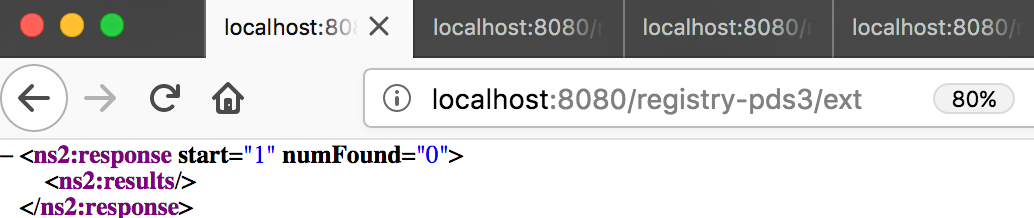 localhost:808
localhost:8080/
localhost:8080/
localhost:8080/
localhost:8080/registry-pds3/ext
80%
– <ns2:response start="1" numFound="0">
<ns2:results/>
</ns2:response>